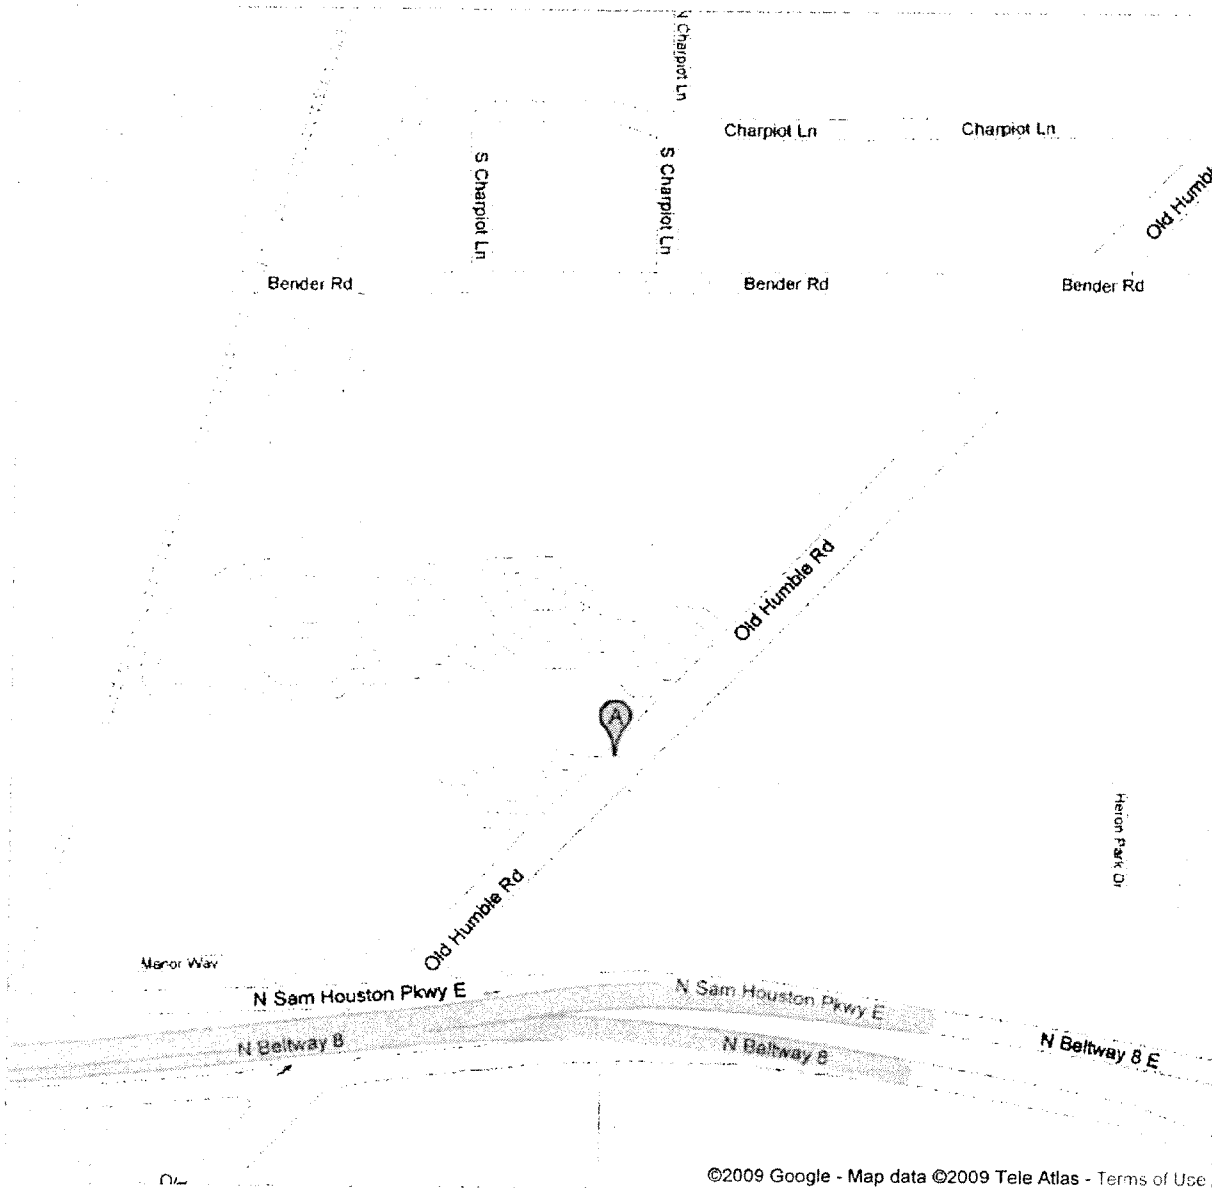 N Charpiot Ln
Charpiot Ln
Charpiot Ln
S Charpiot Ln
S Charpiot Ln
Old Humbl
Bender Rd
Bender Rd
Bender Rd
Old Humble Rd
A
Heron Park Dr
Old Humble Rd
Manor Way
N Sam Houston Pkwy E
N Sam Houston Pkwy E
N Beltway 8
N Beltway 8
N Beltway 8 E
©2009 Google - Map data ©2009 Tele Atlas - Terms of Use